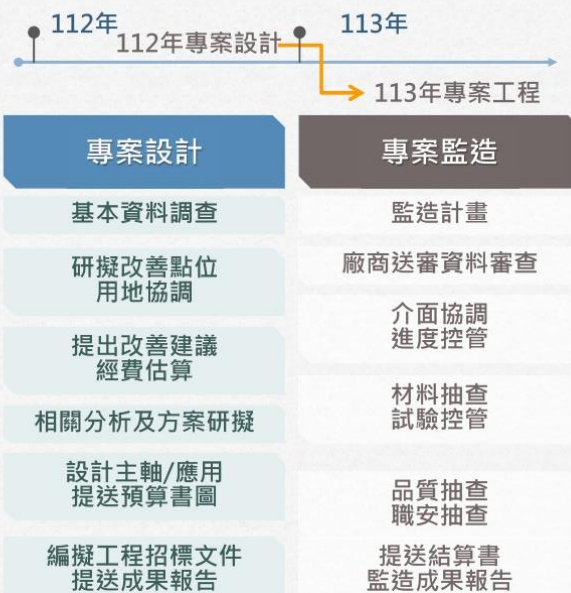 112年
113年
112年專案設計
113年專案工程
專案設計
基本資料調查
研擬改善點位
用地協調
提出改善建議
經費估算
相關分析及方案研擬
設計主軸/應用
提送預算書圖
編擬工程招標文件
提送成果報告
專案監造
監造計畫
廠商送審資料審查
介面協調
進度控管
材料抽查
試驗控管
品質抽查
職安抽查
提送結算書
監造成果報告